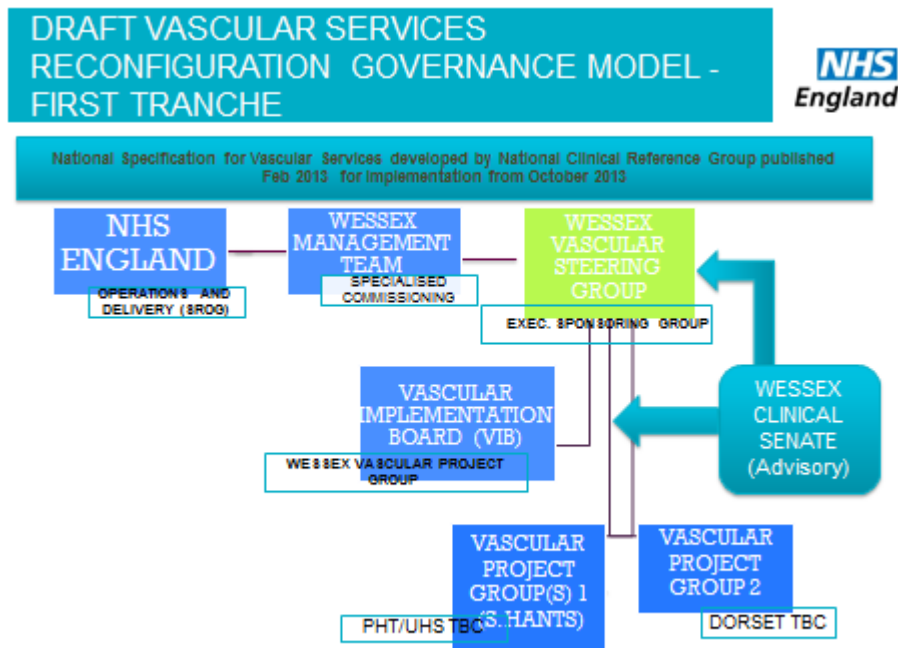 DRAFT VASCULAR SERVICES
RECONFIGURATION GOVERNANCE MODEL -
FIRST TRANCHE
NHS
England
National Specification for Vascular Services developed by National Clinical Reference Group published
Feb 2013 for implementation from October 2013
NHS
ENGLAND
OPERATIONS AND
DELIVERY (SROG)
WESSEX
MANAGEMENT
TEAM
SPECIALISED
COMMISSIONING
WESSEX
VASCULAR
STEERING
GROUP
EXEC. SPONSORING GROUP
VASCULAR
IMPLEMENTATION
BOARD (VIB)
WESSEX VASCULAR PROJECT
GROUP
WESSEX
CLINICAL
SENATE
(Advisory)
VASCULAR
PROJECT
GROUP(S) 1
(S.HANTS)
PHT/UHS TBC
VASCULAR
PROJECT
GROUP 2
DORSET TBC